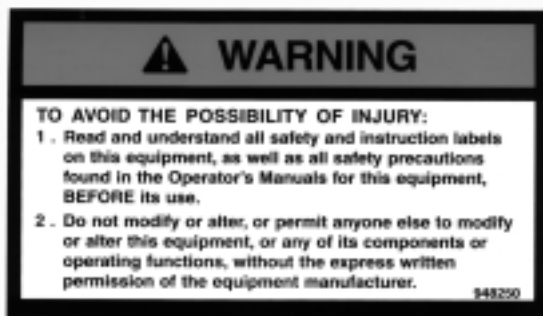 WARNING
TO AVOID THE POSSIBILITY OF INJURY:
1 . Read and understand all safety and instruction labels
on this equipment, as well as all safety precautions
found in the Operator's Manuals for this equipment,
BEFORE its use.
2 . Do not modify or alter, or permit anyone else to modify
or alter this equipment, or any of its components or
operating functions, without the express written
permission of the equipment manufacturer.
948250